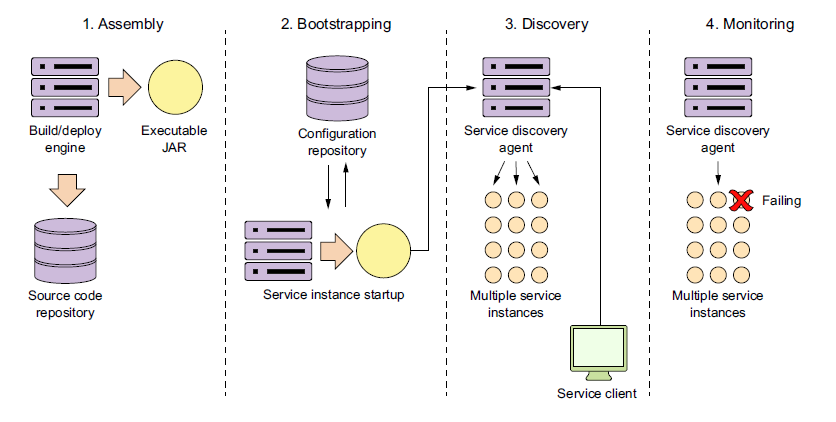 1. Assembly
2. Bootstrapping
3. Discovery
4. Monitoring
Build/deploy
engine
Executable
JAR
Source code
repository
Configuration
repository
Service instance startup
Service discovery
agent
Multiple service
instances
Service client
Service discovery
agent
Failing
Multiple service
instances